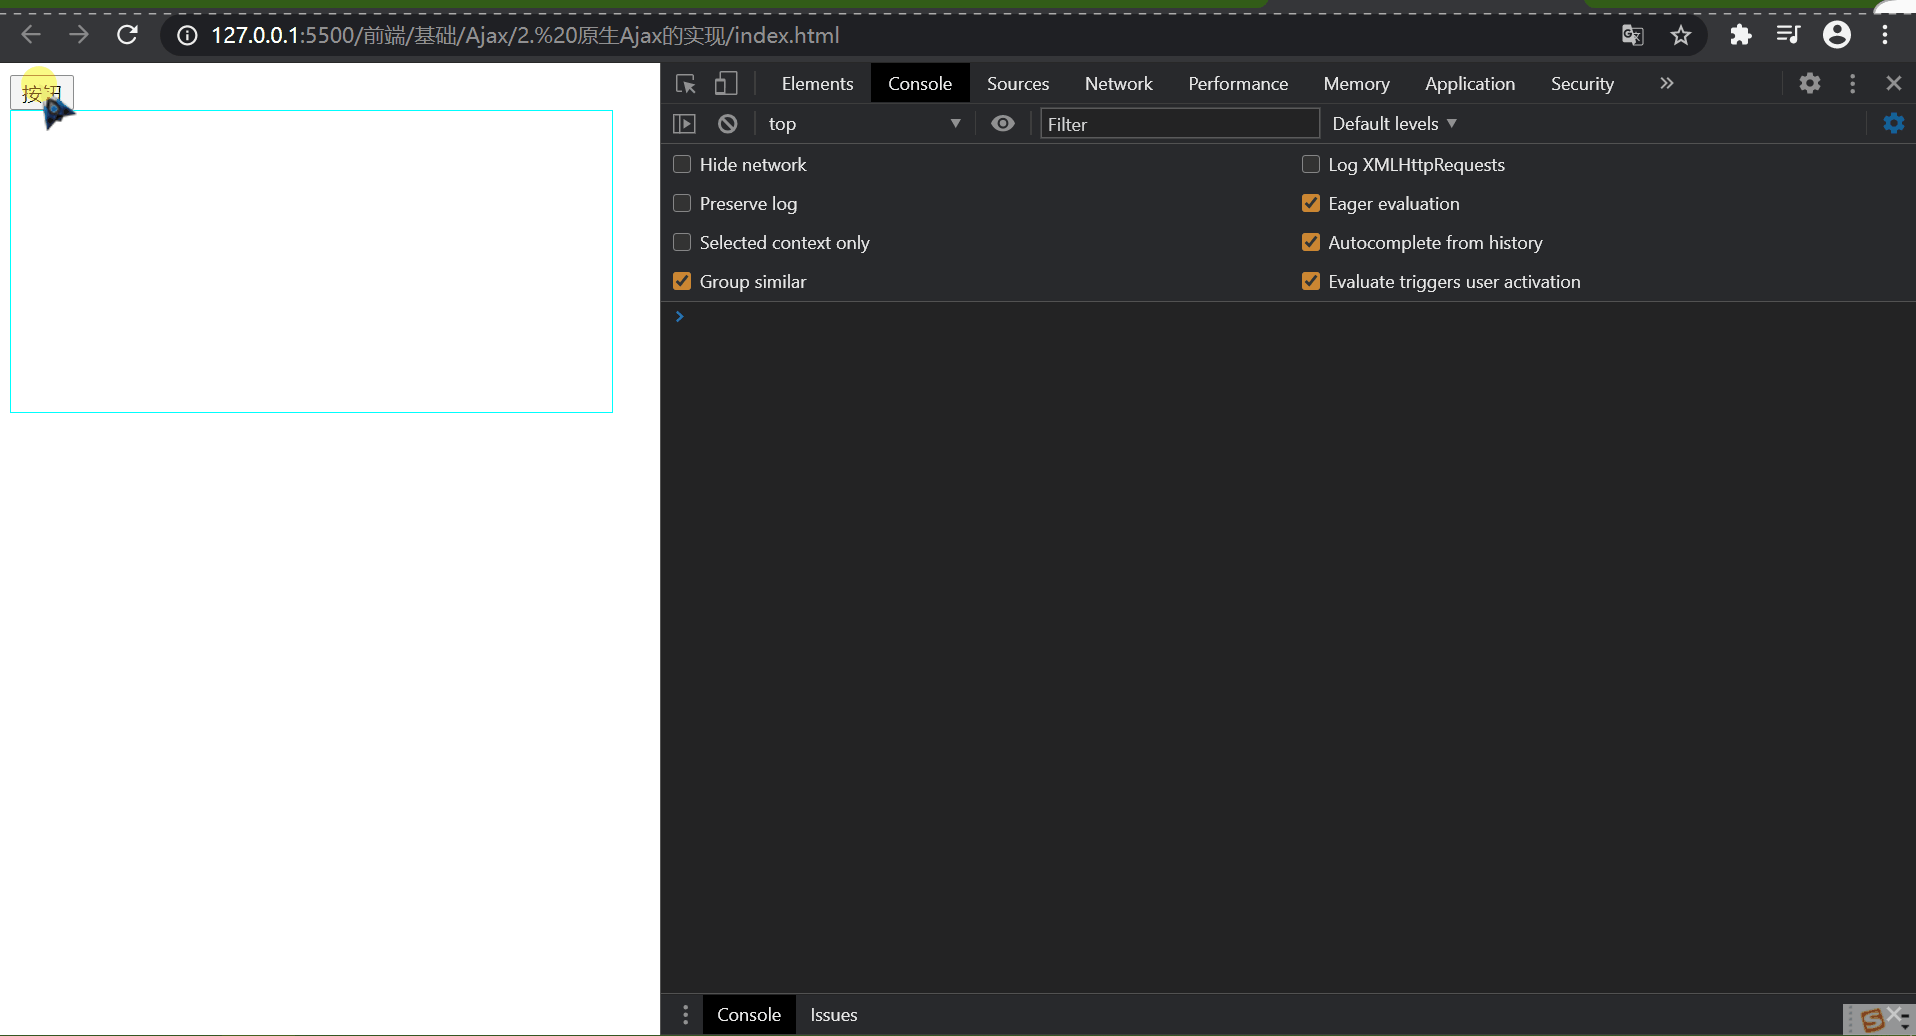 127.0.0.1:5500/前端/基础/Ajax/2.%20原生Ajax的实现/index.html
按钮
Elements Console Sources Network Performance Memory Application Security
top Filter Default levels
Hide network Log XMLHttpRequests
Preserve log Eager evaluation
Selected context only Autocomplete from history
Group similar Evaluate triggers user activation
Console Issues